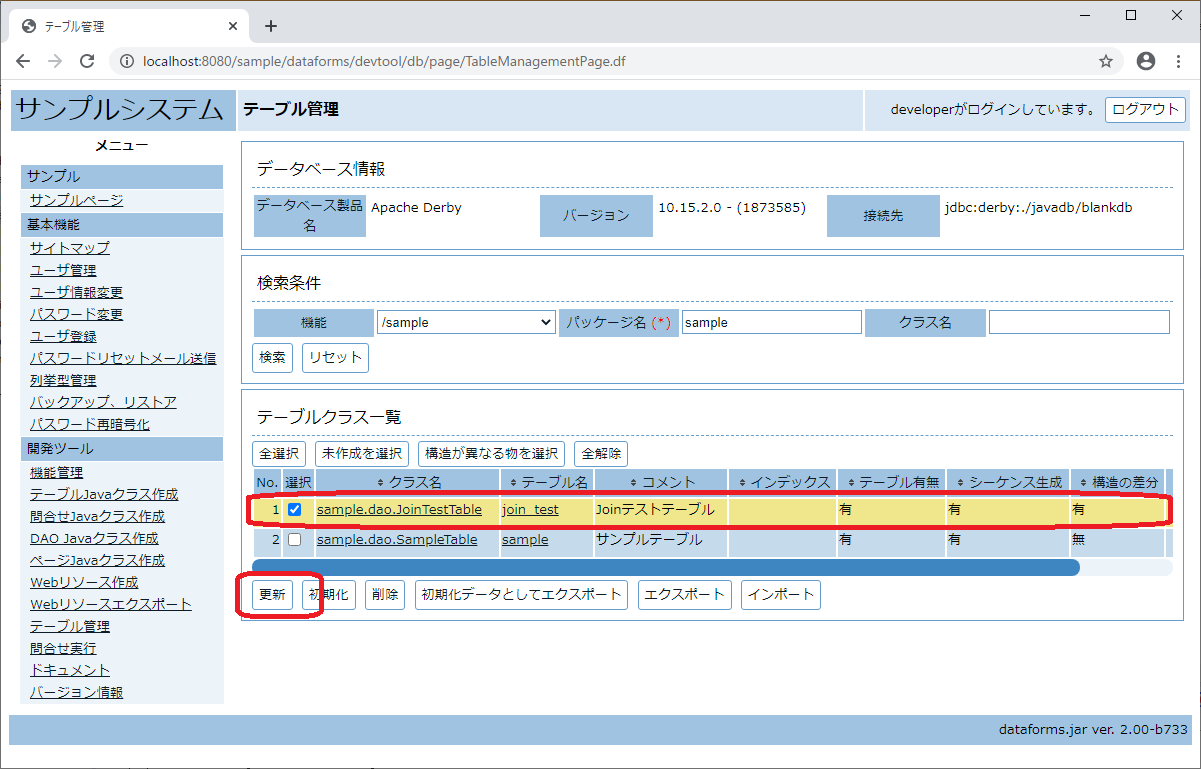 テーブル管理
localhost:8080/sample/dataforms/devtool/db/page/TableManagementPage.df
サンプルシステム
テーブル管理
developerがログインしています。 ログアウト
メニュー
サンプル
サンプルページ
基本機能
サイトマップ
ユーザ管理
ユーザ情報変更
パスワード変更
ユーザ登録
パスワードリセットメール送信
列挙型管理
バックアップ、リストア
パスワード再暗号化
開発ツール
機能管理
テーブルJavaクラス作成
問合せJavaクラス作成
DAO Javaクラス作成
ページJavaクラス作成
Webリソース作成
Webリソースエクスポート
テーブル管理
問合せ実行
ドキュメント
バージョン情報
データベース情報
データベース製品
名
Apache Derby
バージョン
10.15.2.0 - (1873585)
接続先
jdbc:derby:./javadb/blankdb
検索条件
機能 /sample パッケージ名 (*) sample クラス名
検索 リセット
テーブルクラス一覧
全選択 未作成を選択 構造が異なる物を選択 全解除
No. 選択 クラス名 テーブル名 コメント インデックス テーブル有無 シーケンス生成 構造の差分
1 sample.dao.JoinTestTable join_test Joinテストテーブル 有 有 有
2 sample.dao.SampleTable sample サンプルテーブル 有 有 無
更新 初期化 削除 初期化データとしてエクスポート エクスポート インポート
dataforms.jar ver. 2.00-b733